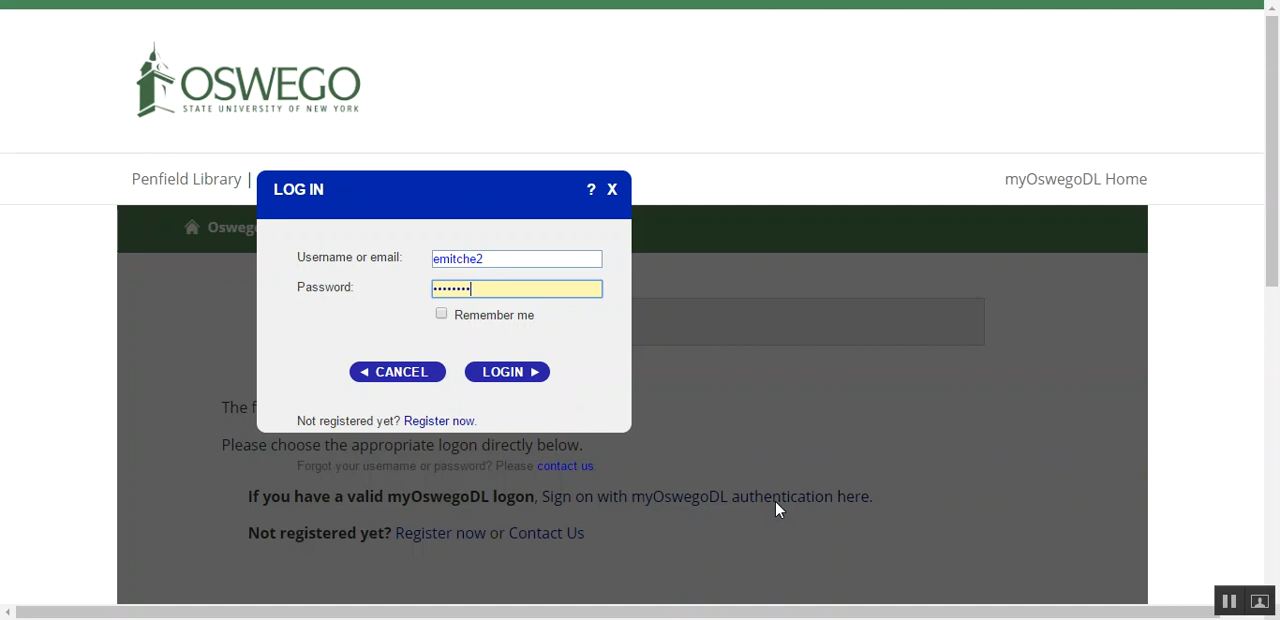 OSWEGO
STATE UNIVERSITY OF NEW YORK
Penfield Library |
myOswegoDL Home
Osweg
LOG IN
? X
Username or email: emitche2
Password: ••••••••
Remember me
◄ CANCEL
LOGIN ►
Not registered yet? Register now.
The f
Please choose the appropriate logon directly below.
Forgot your username or password? Please contact us.
If you have a valid myOswegoDL logon, Sign on with myOswegoDL authentication here.
Not registered yet? Register now or Contact Us